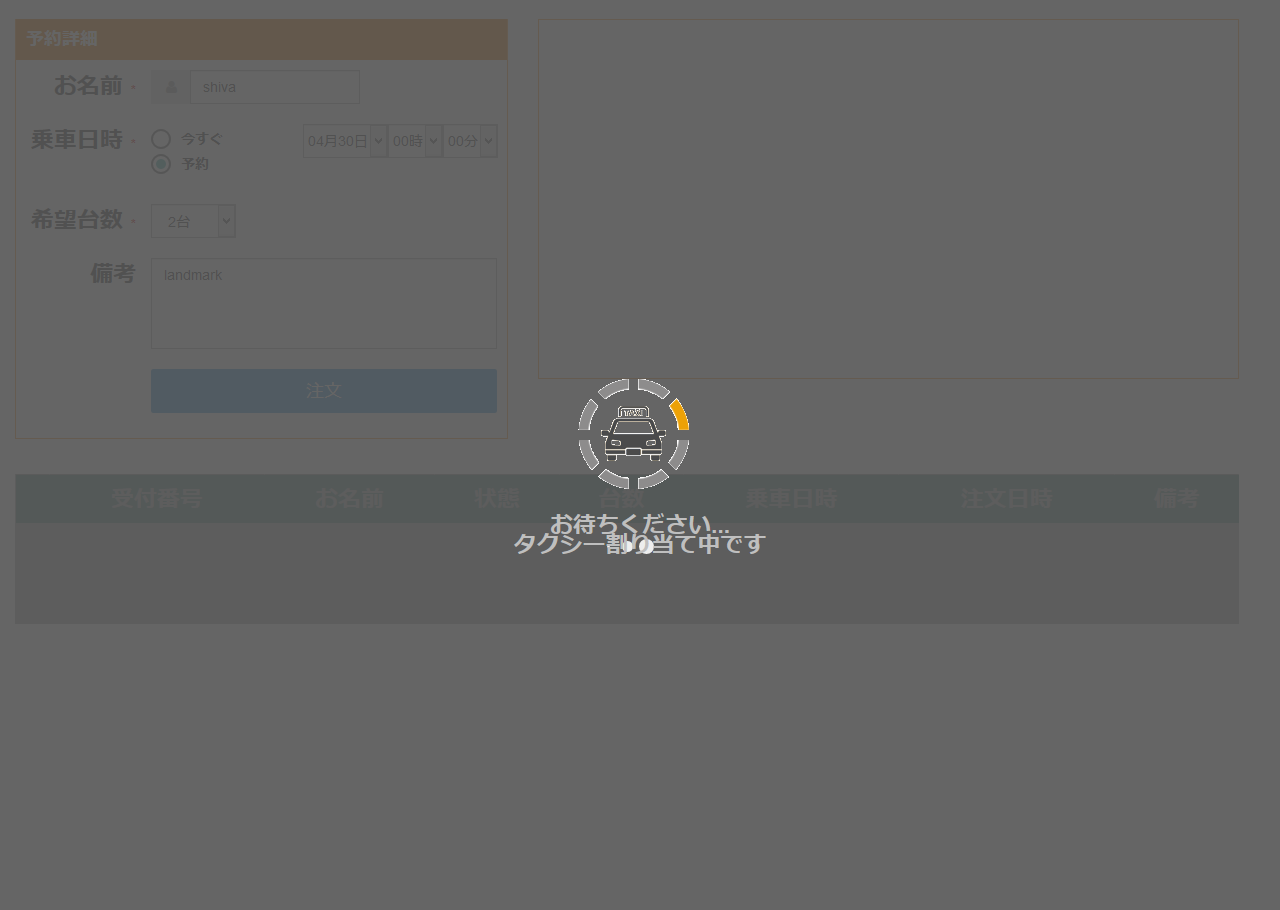 予約詳細
お名前 *
shiva
乗車日時 *
今すぐ
04月30日 00時 00分
予約
希望台数 *
2台
備考
landmark
注文
TAXI
受付番号 お名前 状態 台数 乗車日時 注文日時 備考
お待ちください...
タクシー割り当て中です